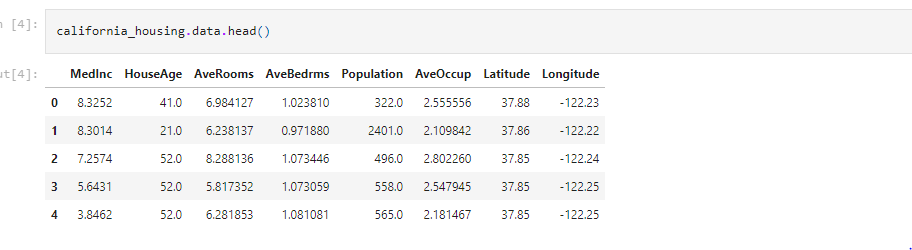 n [4]:
california_housing.data.head()
ut[4]:
MedInc HouseAge AveRooms AveBedrms Population AveOccup Latitude Longitude
0 8.3252 41.0 6.984127 1.023810 322.0 2.555556 37.88 -122.23
1 8.3014 21.0 6.238137 0.971880 2401.0 2.109842 37.86 -122.22
2 7.2574 52.0 8.288136 1.073446 496.0 2.802260 37.85 -122.24
3 5.6431 52.0 5.817352 1.073059 558.0 2.547945 37.85 -122.25
4 3.8462 52.0 6.281853 1.081081 565.0 2.181467 37.85 -122.25